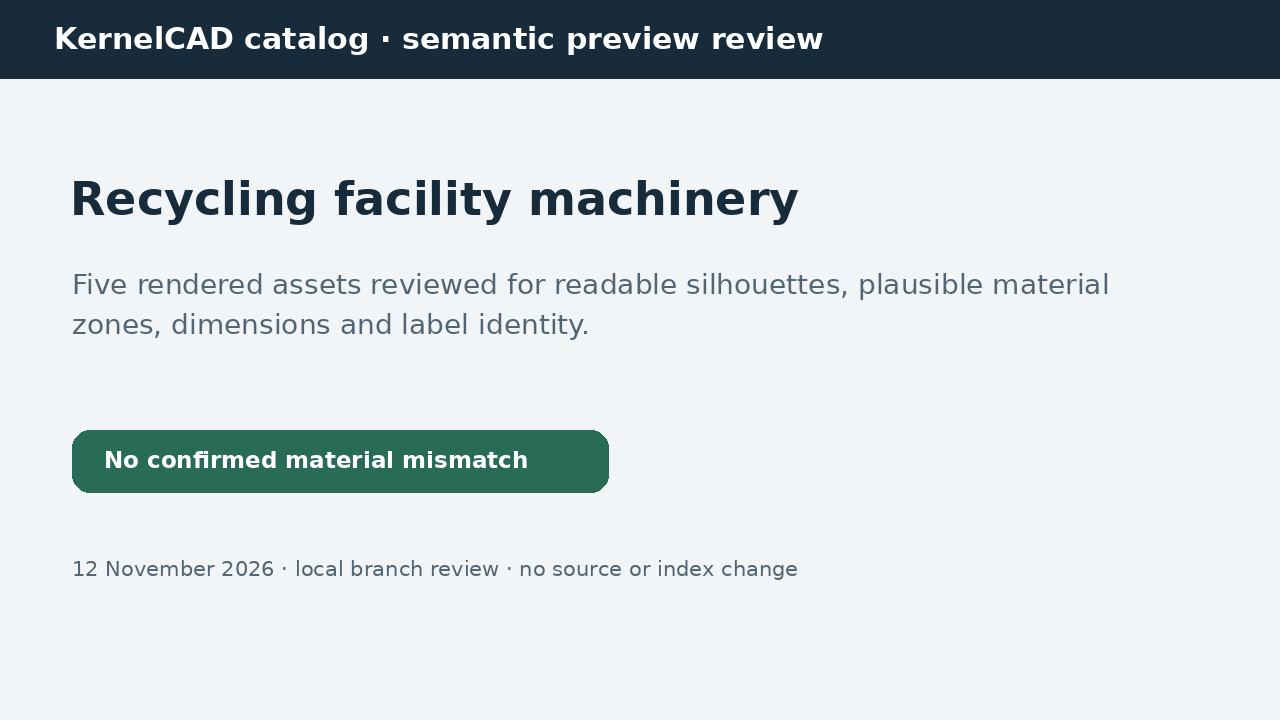 KernelCAD catalog · semantic preview review
Recycling facility machinery
Five rendered assets reviewed for readable silhouettes, plausible material
zones, dimensions and label identity.
No confirmed material mismatch
12 November 2026 · local branch review · no source or index change